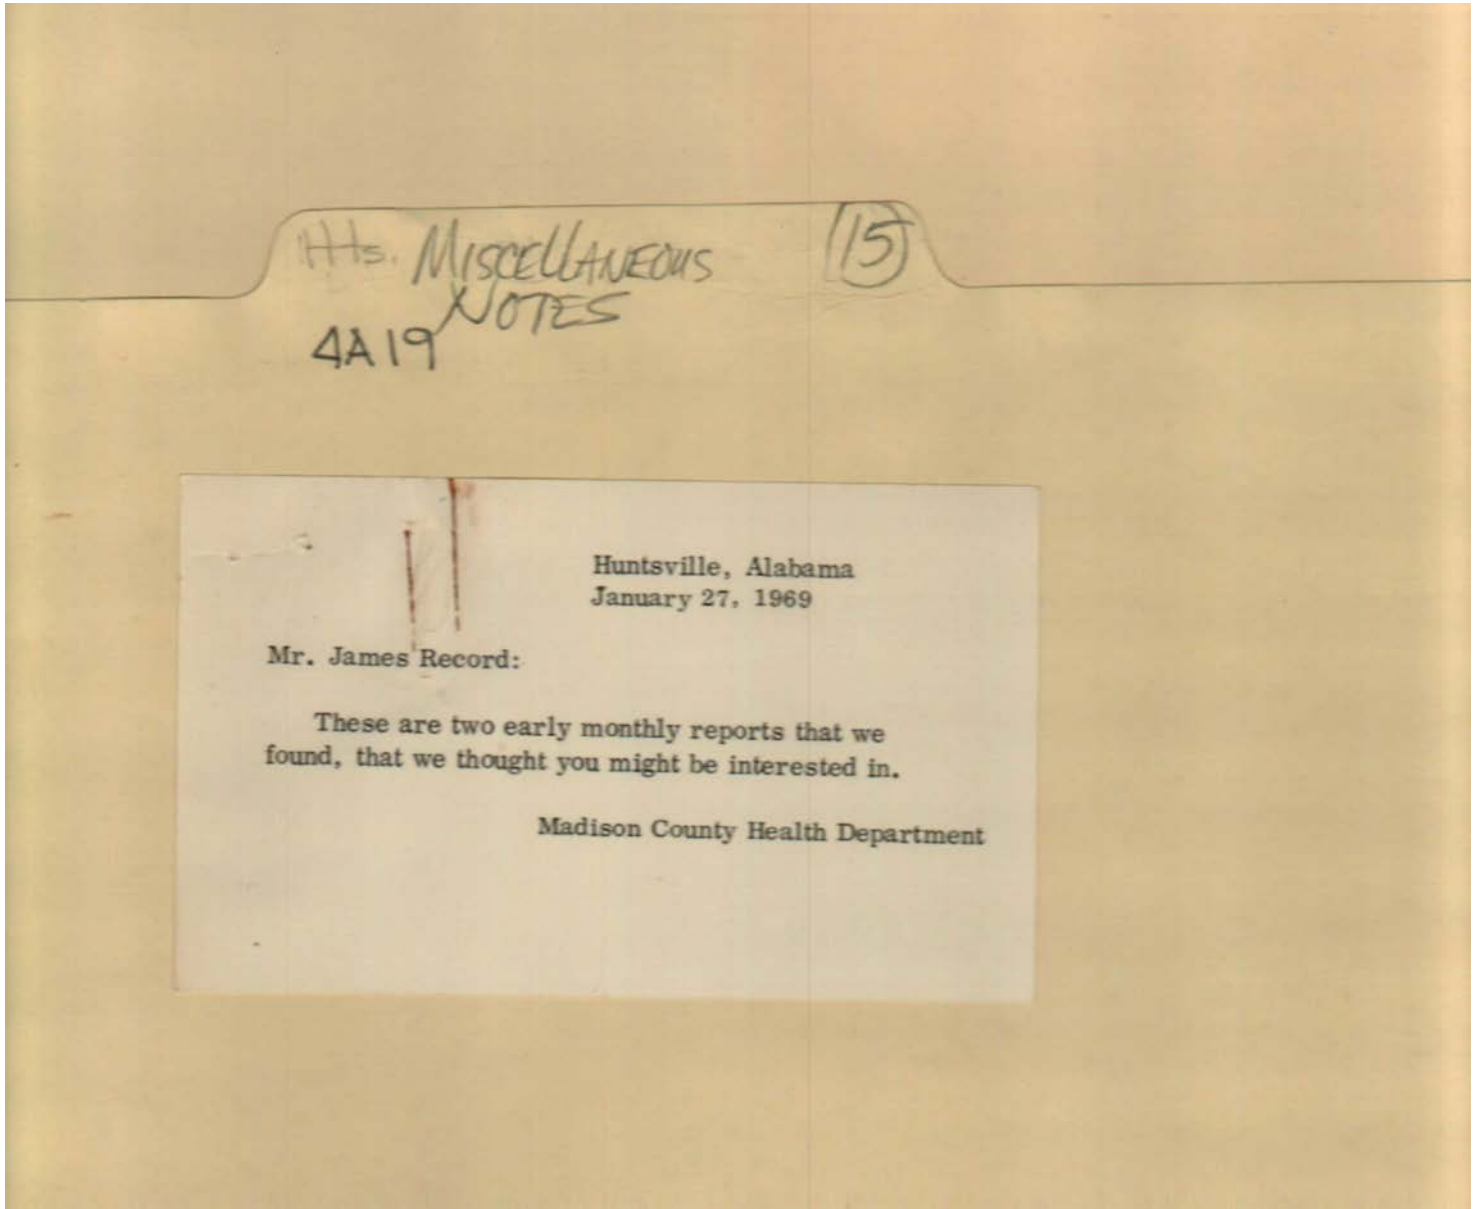 MISCELLANEOUS 15
NOTES
4A19
Huntsville, Alabama
January 27, 1969
Mr. James Record:
These are two early monthly reports that we
found, that we thought you might be interested in.
Madison County Health Department